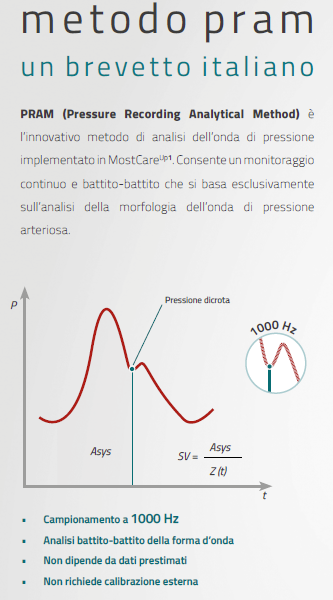 metodo pram
un brevetto italiano
PRAM (Pressure Recording Analytical Method) è
l'innovativo metodo di analisi dell'onda di pressione
implementato in MostCareUp1. Consente un monitoraggio
continuo e battito-battito che si basa esclusivamente
sull'analisi della morfologia dell'onda di pressione
arteriosa.
P
Pressione dicrota
1000 Hz
Asys
SV = Asys
Z (t)
t
• Campionamento a 1000 Hz
• Analisi battito-battito della forma d'onda
• Non dipende da dati prestimati
• Non richiede calibrazione esterna